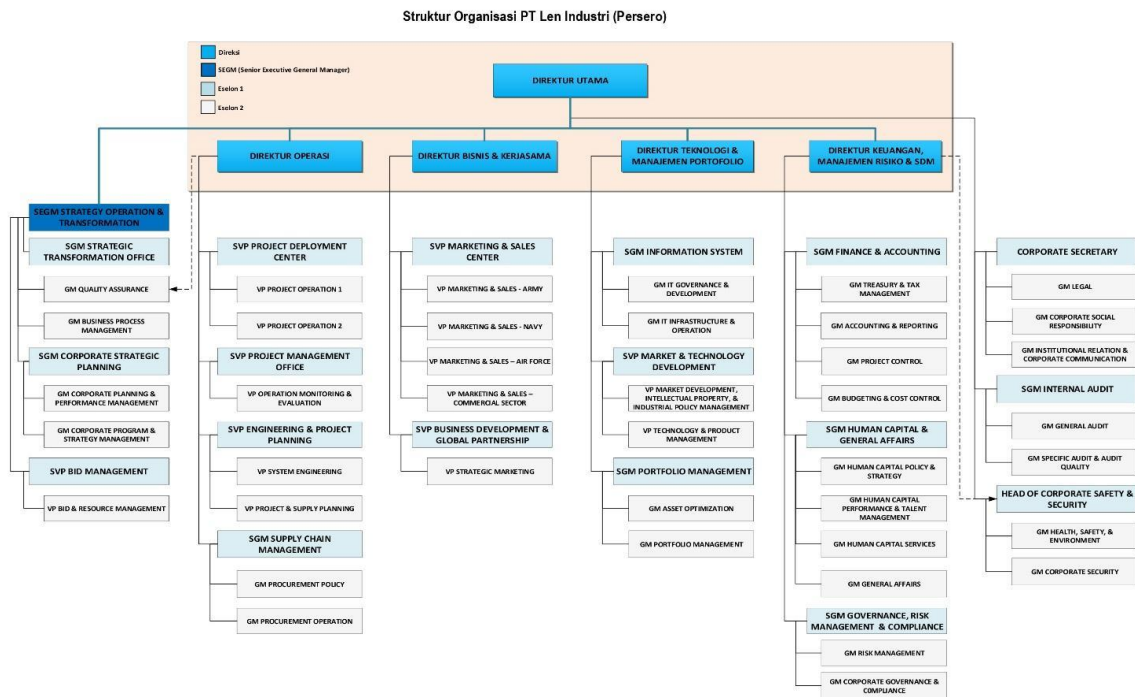 Struktur Organisasi PT Len Industri (Persero)
Direksi
SEGM (Senior Executive General Manager)
Eselon 1
Eselon 2
DIREKTUR UTAMA
DIREKTUR OPERASI
DIREKTUR BISNIS & KERJASAMA
DIREKTUR TEKNOLOGI &
MANAJEMEN PORTOFOLIO
DIREKTUR KEUANGAN,
MANAJEMEN RISIKO & SDM
SEGM STRATEGY OPERATION &
TRANSFORMATION
SGM STRATEGIC
TRANSFORMATION OFFICE
GM QUALITY ASSURANCE
GM BUSINESS PROCESS
MANAGEMENT
SGM CORPORATE STRATEGIC
PLANNING
GM CORPORATE PLANNING &
PERFORMANCE MANAGEMENT
GM CORPORATE PROGRAM &
STRATEGY MANAGEMENT
SVP BID MANAGEMENT
VP BID & RESOURCE MANAGEMENT
SVP PROJECT DEPLOYMENT
CENTER
VP PROJECT OPERATION 1
VP PROJECT OPERATION 2
SVP PROJECT MANAGEMENT
OFFICE
VP OPERATION MONITORING &
EVALUATION
SVP ENGINEERING & PROJECT
PLANNING
VP SYSTEM ENGINEERING
VP PROJECT & SUPPLY PLANNING
SGM SUPPLY CHAIN
MANAGEMENT
GM PROCUREMENT POLICY
GM PROCUREMENT OPERATION
SVP MARKETING & SALES
CENTER
VP MARKETING & SALES - ARMY
VP MARKETING & SALES - NAVY
VP MARKETING & SALES – AIR FORCE
VP MARKETING & SALES –
COMMERCIAL SECTOR
SVP BUSINESS DEVELOPMENT &
GLOBAL PARTNERSHIP
VP STRATEGIC MARKETING
SGM INFORMATION SYSTEM
GM IT GOVERNANCE &
DEVELOPMENT
GM IT INFRASTRUCTURE &
OPERATION
SVP MARKET & TECHNOLOGY
DEVELOPMENT
VP MARKET DEVELOPMENT,
INTELLECTUAL PROPERTY, &
INDUSTRIAL POLICY MANAGEMENT
VP TECHNOLOGY & PRODUCT
MANAGEMENT
SGM PORTFOLIO MANAGEMENT
GM ASSET OPTIMIZATION
GM PORTFOLIO MANAGEMENT
SGM FINANCE & ACCOUNTING
GM TREASURY & TAX
MANAGEMENT
GM ACCOUNTING & REPORTING
GM PROJECT CONTROL
GM BUDGETING & COST CONTROL
SGM HUMAN CAPITAL &
GENERAL AFFAIRS
GM HUMAN CAPITAL POLICY &
STRATEGY
GM HUMAN CAPITAL
PERFORMANCE & TALENT
MANAGEMENT
GM HUMAN CAPITAL SERVICES
GM GENERAL AFFAIRS
SGM GOVERNANCE, RISK
MANAGEMENT & COMPLIANCE
GM RISK MANAGEMENT
GM CORPORATE GOVERNANCE &
COMPLIANCE
CORPORATE SECRETARY
GM LEGAL
GM CORPORATE SOCIAL
RESPONSIBILITY
GM INSTITUTIONAL RELATION &
CORPORATE COMMUNICATION
SGM INTERNAL AUDIT
GM GENERAL AUDIT
GM SPECIFIC AUDIT & AUDIT
QUALITY
HEAD OF CORPORATE SAFETY &
SECURITY
GM HEALTH, SAFETY, &
ENVIRONMENT
GM CORPORATE SECURITY